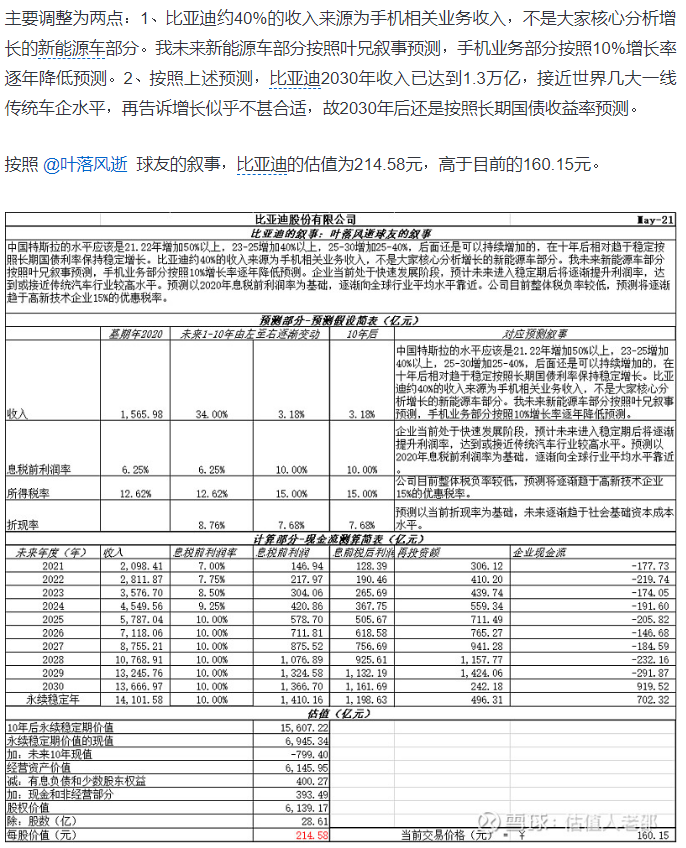 主要调整为两点：1、比亚迪约40%的收入来源为手机相关业务收入，不是大家核心分析增
长的新能源车部分。我未来新能源车部分按照叶兄叙事预测，手机业务部分按照10%增长率
逐年降低预测。2、按照上述预测，比亚迪2030年收入已达到1.3万亿，接近世界几大一线
传统车企水平，再告诉增长似乎不甚合适，故2030年后还是按照长期国债收益率预测。
按照 @叶落风逝 球友的叙事，比亚迪的估值为214.58元，高于目前的160.15元。
比亚迪股份有限公司 May-21
比亚迪的叙事：叶落风逝球友的叙事
中国特斯拉的水平应该是21.22年增加50%以上，23-25增加40%以上，25-30增加25-40%，后面还是可以持续增加的，在十年后相对趋于稳定按
照长期国债利率保持稳定增长。比亚迪约40%的收入来源为手机相关业务收入，不是大家核心分析增长的新能源车部分。我未来新能源车部分
按照叶兄叙事预测，手机业务部分按照10%增长率逐年降低预测。企业当前处于快速发展阶段，预计未来进入稳定期后将逐渐提升利润率，达
到或接近传统汽车行业较高水平。预测以2020年息税前利润率为基础，逐渐向全球行业平均水平靠近。公司目前整体税负率较低，预测将逐渐
趋于高新技术企业15%的优惠税率。
预测部分-预测假设简表（亿元）
基期年2020 未来1-10年由左至右逐渐变动 10年后 对应预测叙事
收入 1,565.98 34.00% 3.18% 3.18%
中国特斯拉的水平应该是21.22年增加50%以上，23-25增加
40%以上，25-30增加25-40%，后面还是可以持续增加的，在
十年后相对趋于稳定按照长期国债利率保持稳定增长。比亚
迪约40%的收入来源为手机相关业务收入，不是大家核心分
析增长的新能源车部分。我未来新能源车部分按照叶兄叙事
预测，手机业务部分按照10%增长率逐年降低预测。
息税前利润率 6.25% 6.25% 10.00% 10.00%
企业当前处于快速发展阶段，预计未来进入稳定期后将逐渐
提升利润率，达到或接近传统汽车行业较高水平。预测以
2020年息税前利润率为基础，逐渐向全球行业平均水平靠近
。
所得税率 12.62% 12.62% 15.00% 15.00%
公司目前整体税负率较低，预测将逐渐趋于高新技术企业
15%的优惠税率。
折现率 8.76% 7.68% 7.68%
预测以当前折现率为基础，未来逐渐趋于社会基础资本成本
水平。
计算部分-现金流测算简表（亿元）
未来年度（年） 收入 息税前利润率 息税前利润 息前税后利润 再投资额 企业现金流
2021 2,098.41 7.00% 146.94 128.39 306.12 -177.73
2022 2,811.87 7.75% 217.97 190.46 410.20 -219.74
2023 3,576.70 8.50% 304.06 265.69 439.74 -174.05
2024 4,549.56 9.25% 420.86 367.75 559.34 -191.60
2025 5,787.04 10.00% 578.70 505.67 711.49 -205.82
2026 7,118.06 10.00% 711.81 618.58 765.27 -146.68
2027 8,755.21 10.00% 875.52 756.69 941.28 -184.59
2028 10,768.91 10.00% 1,076.89 925.61 1,157.77 -232.16
2029 13,245.76 10.00% 1,324.58 1,132.19 1,424.06 -291.87
2030 13,666.97 10.00% 1,366.70 1,161.69 242.18 919.52
永续稳定年 14,101.58 10.00% 1,410.16 1,198.63 496.31 702.32
估值（亿元）
10年后永续稳定期价值 15,607.22
永续稳定期价值的现值 6,945.34
加：未来10年现值 -799.40
经营资产价值 6,145.95
减：有息负债和少数股东权益 400.27
加：现金和非经营部分 393.49
股权价值 6,139.17
除：股数（亿） 28.61
每股价值（元） 214.58 当前交易价格（元）= ￥ 160.15
雪球：估值人老邵